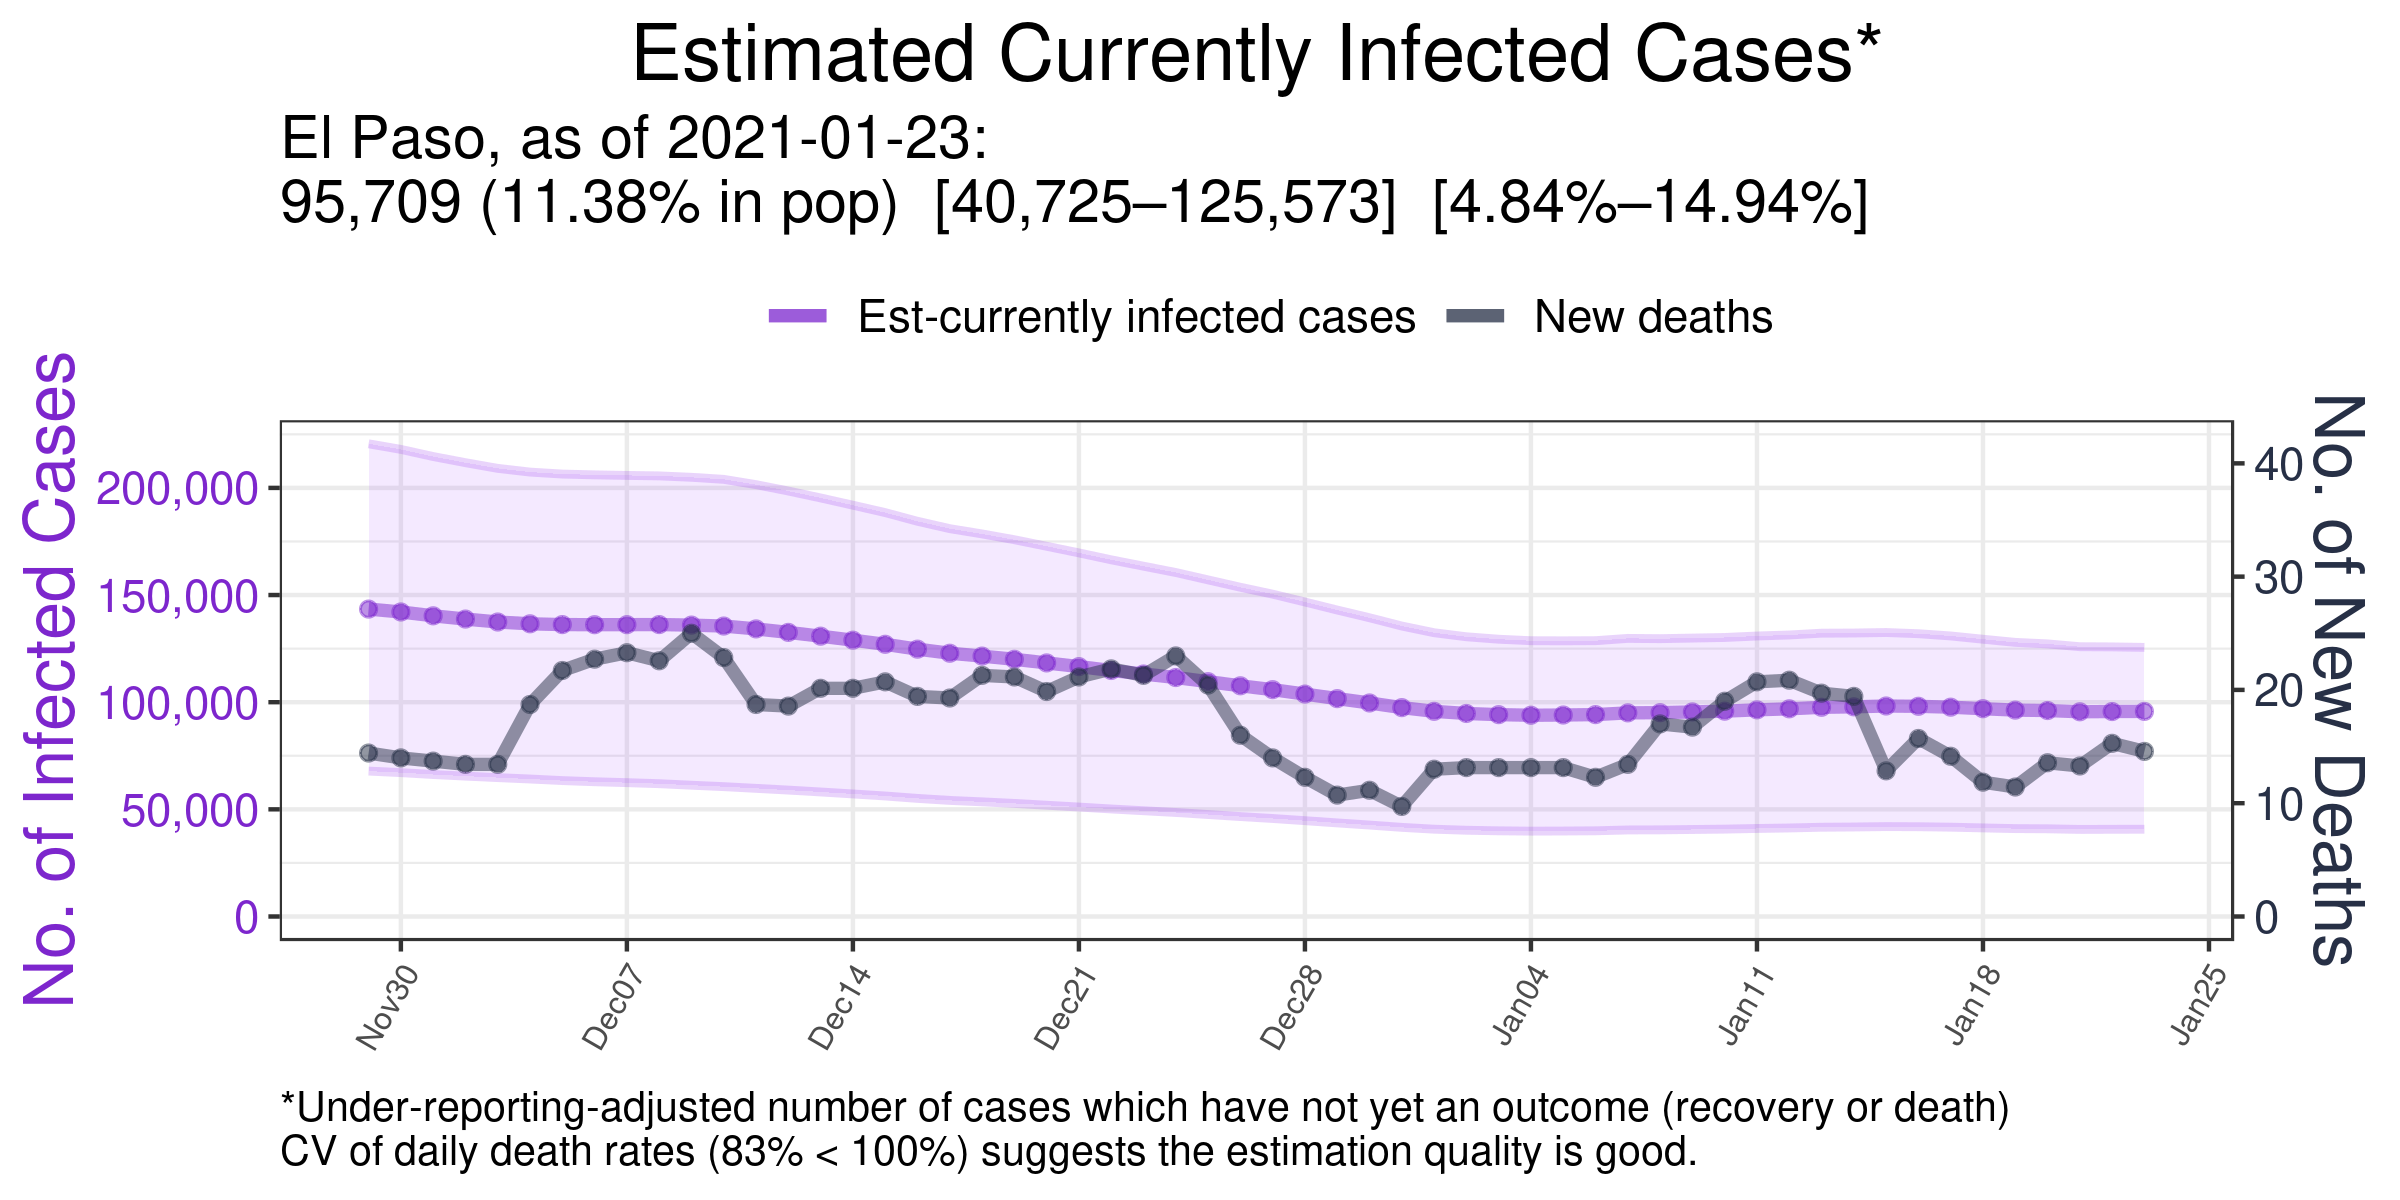 Estimated Currently Infected Cases*
El Paso, as of 2021-01-23:
95,709 (11.38% in pop)  [40,725–125,573]  [4.84%–14.94%]
Est-currently infected cases
New deaths
No. of Infected Cases
200,000
150,000
100,000
50,000
0
40
30
20
10
0
No. of New Deaths
Nov30
Dec07
Dec14
Dec21
Dec28
Jan04
Jan11
Jan18
Jan25
*Under-reporting-adjusted number of cases which have not yet an outcome (recovery or death)
CV of daily death rates (83% < 100%) suggests the estimation quality is good.